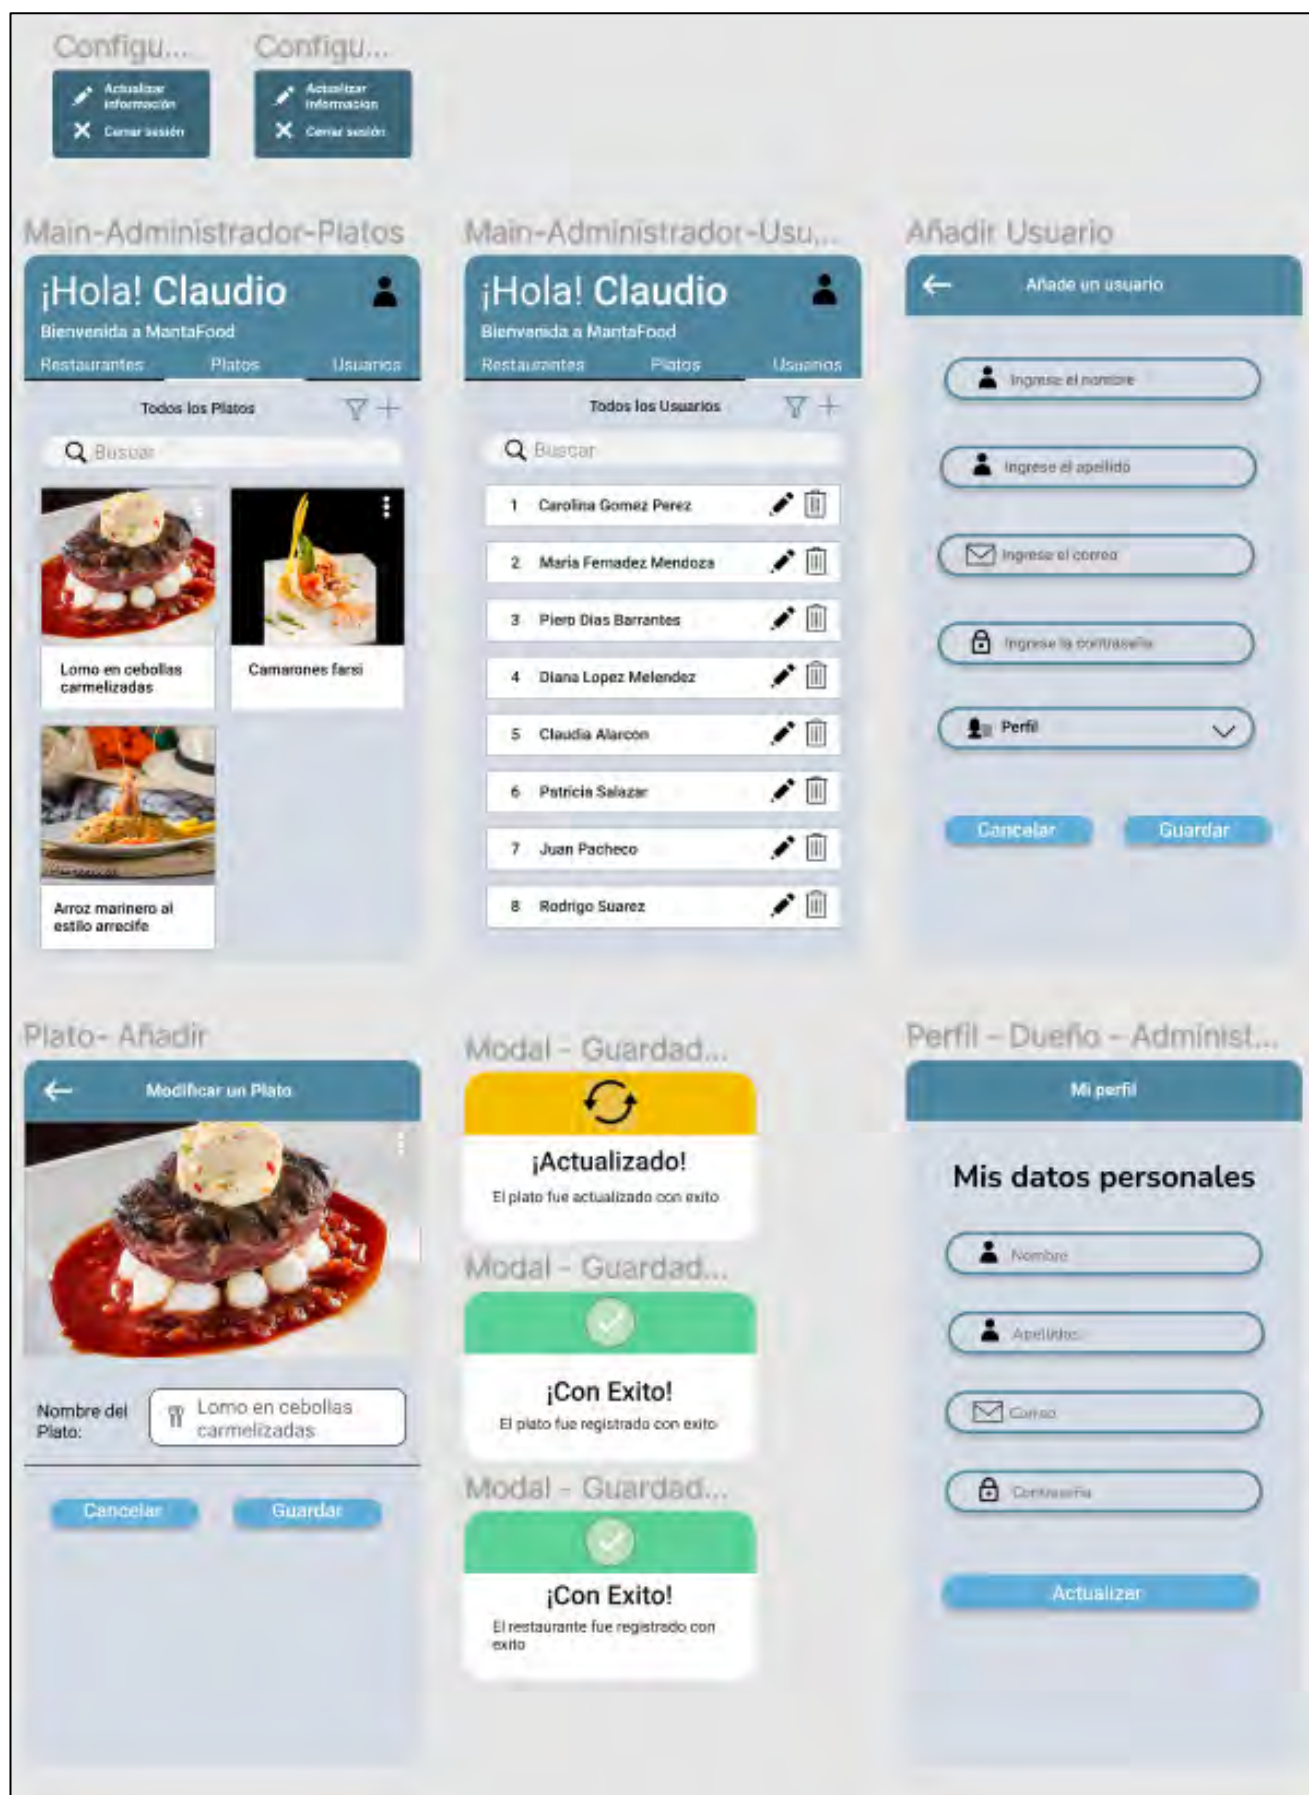 Configu...
Configu...
Actualizar
información
Cerrar sesión
Actualizar
informacion
Cerrar sesión
Main-Administrador-Platos
¡Hola! Claudio
Bienvenida a MantaFood
Restaurantes Platos Usuarios
Todos los Platos
Buscar
Lomo en cebollas
carmelizadas
Camarones farsi
Arroz marinero al
estilo arrecife
Main-Administrador-Usu...
¡Hola! Claudio
Bienvenida a MantaFood
Restaurantes Platos Usuarios
Todos los Usuarios
Buscar
1 Carolina Gomez Perez
2 Maria Fernadez Mendoza
3 Piero Dias Barrantes
4 Diana Lopez Melendez
5 Claudia Alarcon
6 Patricia Salazar
7 Juan Pacheco
8 Rodrigo Suarez
Añadir Usuario
Añade un usuario
Ingrese el nombre
Ingrese el apellido
Ingrese el correo
Ingrese la contraseña
Perfil
Cancelar Guardar
Plato- Añadir
Modificar un Plato
Nombre del
Plato:
Lomo en cebollas
carmelizadas
Cancelar Guardar
Modal - Guardad...
¡Actualizado!
El plato fue actualizado con exito
Modal - Guardad...
¡Con Exito!
El plato fue registrado con exito
Modal - Guardad...
¡Con Exito!
El restaurante fue registrado con
exito
Perfil - Dueño - Administ...
Mi perfil
Mis datos personales
Nombre
Apellidos
Correo
Contraseña
Actualizar